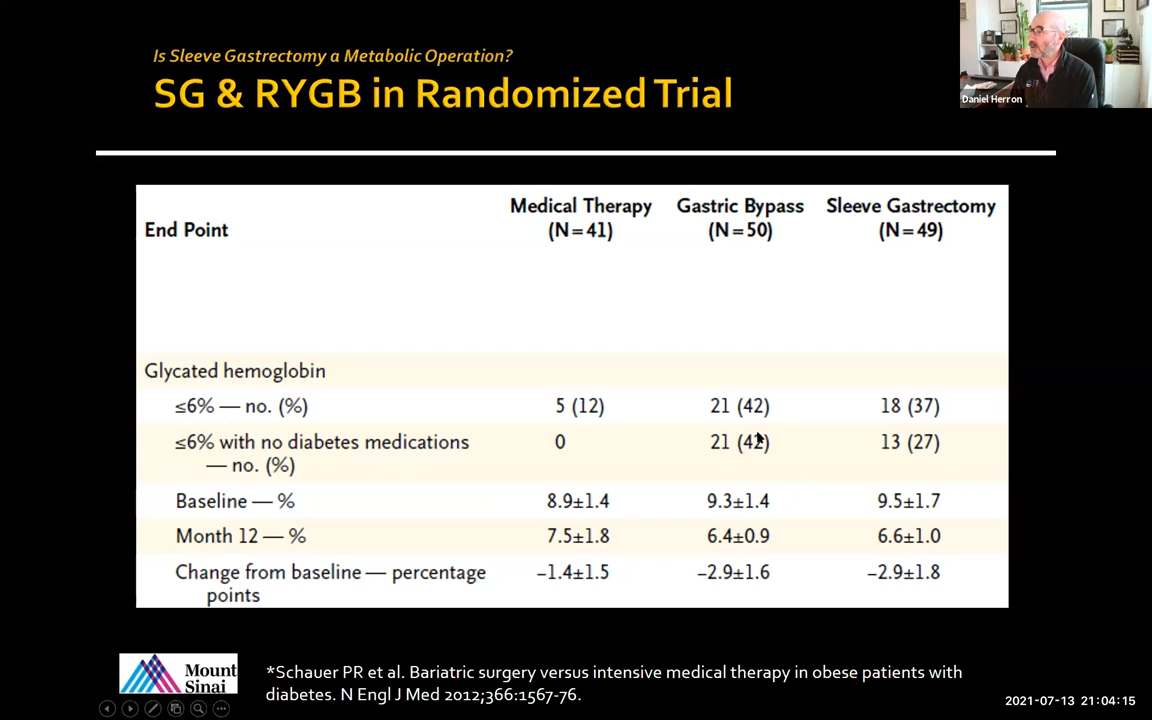 Is Sleeve Gastrectomy a Metabolic Operation?
SG & RYGB in Randomized Trial
Daniel Herron
End Point
Medical Therapy (N=41)
Gastric Bypass (N=50)
Sleeve Gastrectomy (N=49)
Glycated hemoglobin
≤6% — no. (%) 5 (12) 21 (42) 18 (37)
≤6% with no diabetes medications 0 21 (42) 13 (27)
— no. (%)
Baseline — % 8.9±1.4 9.3±1.4 9.5±1.7
Month 12 — % 7.5±1.8 6.4±0.9 6.6±1.0
Change from baseline — percentage −1.4±1.5 −2.9±1.6 −2.9±1.8
points
Mount
Sinai
*Schauer PR et al. Bariatric surgery versus intensive medical therapy in obese patients with
diabetes. N Engl J Med 2012;366:1567-76.
2021-07-13 21:04:15